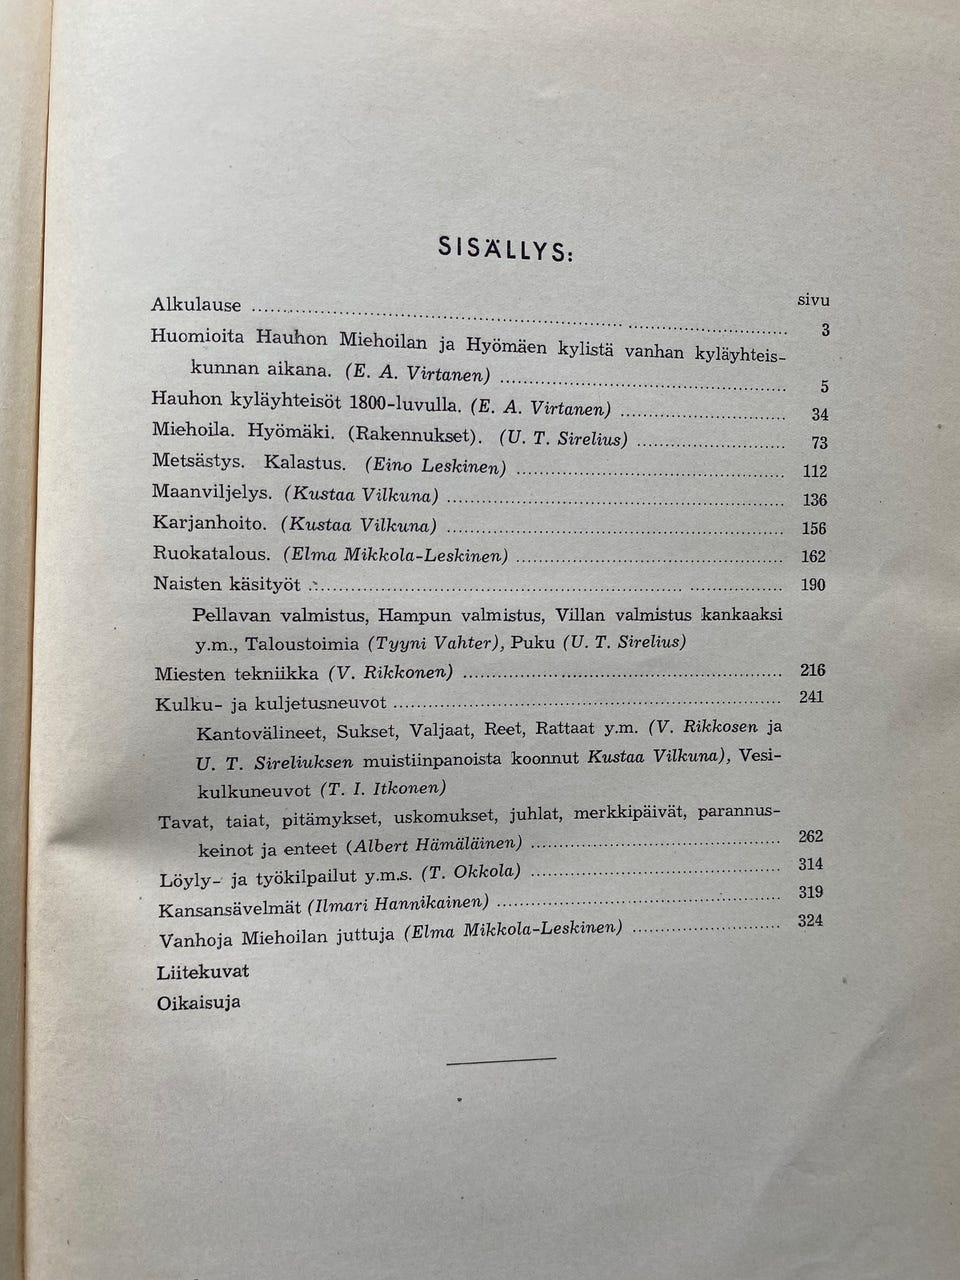 SISÄLLYS:
sivu
Alkulause 3
Huomioita Hauhon Miehoilan ja Hyömäen kylistä vanhan kyläyhteis-
kunnan aikana. (E. A. Virtanen) 5
Hauhon kyläyhteisöt 1800-luvulla. (E. A. Virtanen) 34
Miehoila. Hyömäki. (Rakennukset). (U. T. Sirelius) 73
Metsästys. Kalastus. (Eino Leskinen) 112
Maanviljelys. (Kustaa Vilkuna) 136
Karjanhoito. (Kustaa Vilkuna) 156
Ruokatalous. (Elma Mikkola-Leskinen) 162
Naisten käsityöt 190
Pellavan valmistus, Hampun valmistus, Villan valmistus kankaaksi
y.m., Taloustoimia (Tyyni Vahter), Puku (U. T. Sirelius)
Miesten tekniikka (V. Rikkonen) 216
Kulku- ja kuljetusneuvot 241
Kantovälineet, Sukset, Valjaat, Reet, Rattaat y.m. (V. Rikkosen ja
U. T. Sireliuksen muistiinpanoista koonnut Kustaa Vilkuna), Vesi-
kulkuneuvot (T. I. Itkonen)
Tavat, taiat, pitämykset, uskomukset, juhlat, merkkipäivät, parannus-
keinot ja enteet (Albert Hämäläinen) 262
Löyly- ja työkilpailut y.m.s. (T. Okkola) 314
Kansansävelmät (Ilmari Hannikainen) 319
Vanhoja Miehoilan juttuja (Elma Mikkola-Leskinen) 324
Liitekuvat
Oikaisuja